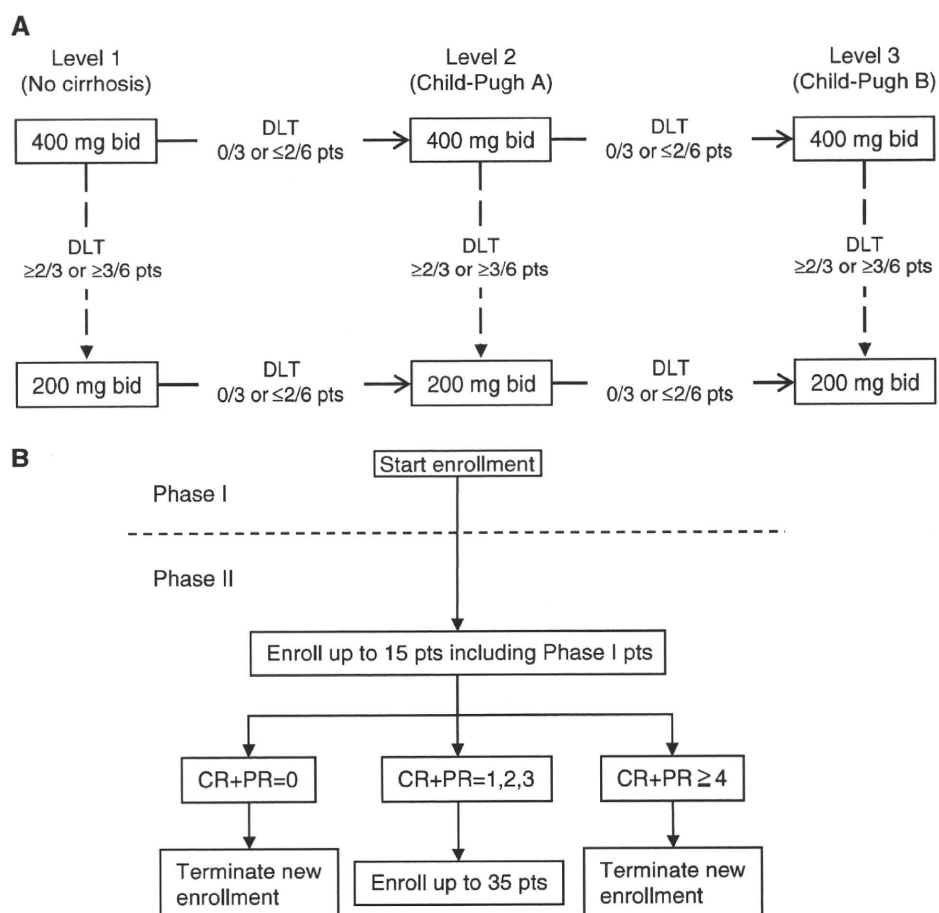 A
Level 1
(No cirrhosis)
Level 2
(Child-Pugh A)
Level 3
(Child-Pugh B)
400 mg bid
DLT
0/3 or ≤2/6 pts
400 mg bid
DLT
0/3 or ≤2/6 pts
400 mg bid
DLT
≥2/3 or ≥3/6 pts
DLT
≥2/3 or ≥3/6 pts
DLT
≥2/3 or ≥3/6 pts
200 mg bid
DLT
0/3 or ≤2/6 pts
200 mg bid
DLT
0/3 or ≤2/6 pts
200 mg bid
B
Start enrollment
Phase I
Phase II
Enroll up to 15 pts including Phase I pts
CR+PR=0
CR+PR=1,2,3
CR+PR≧4
Terminate new
enrollment
Enroll up to 35 pts
Terminate new
enrollment